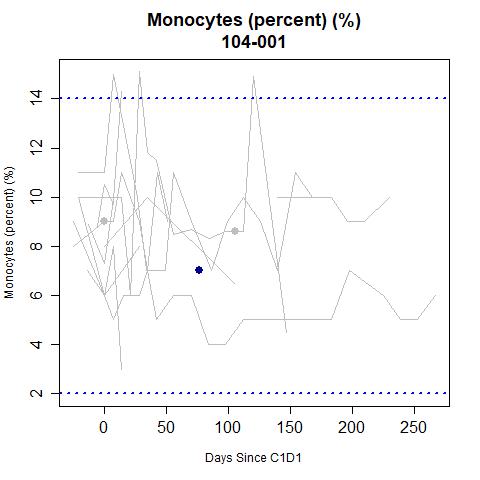 Monocytes (percent) (%)
104-001
14
12
10
8
6
4
2
Monocytes (percent) (%)
0 50 100 150 200 250
Days Since C1D1